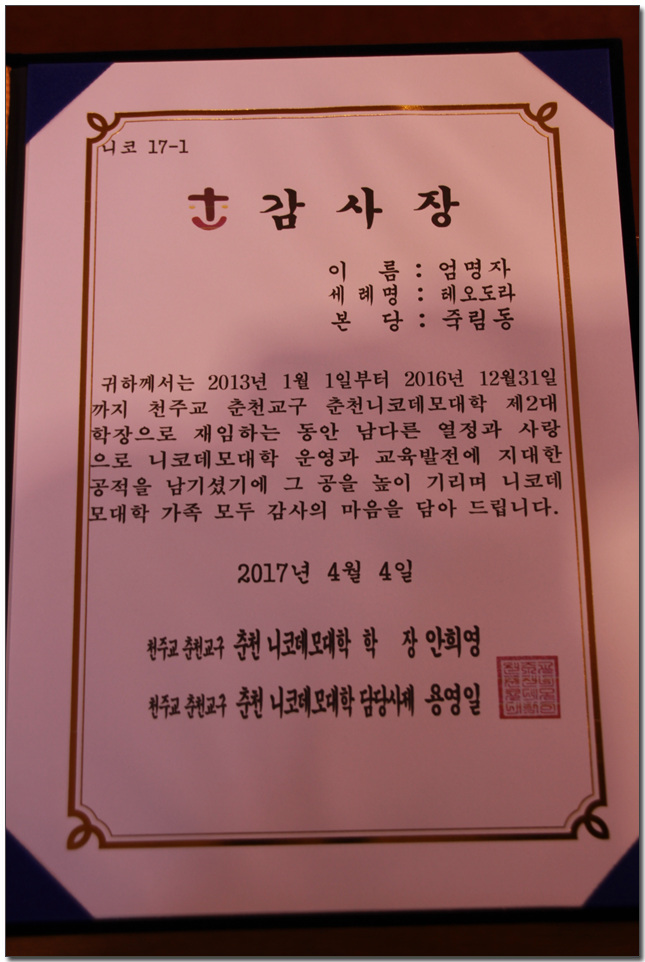 니코 17-1
감 사 장
이 름 : 엄명자
세례명 : 테오도라
본 당 : 죽림동
귀하께서는 2013년 1월 1일부터 2016년 12월31일
까지 천주교 춘천교구 춘천니코데모대학 제2대
학장으로 재임하는 동안 남다른 열정과 사랑
으로 니코데모대학 운영과 교육발전에 지대한
공적을 남기셨기에 그 공을 높이 기리며 니코데
모대학 가족 모두 감사의 마음을 담아 드립니다.
2017년 4월 4일
천주교 춘천교구 춘천 니코데모대학 학 장 안희영
천주교 춘천교구 춘천 니코데모대학 담당사제 용영일